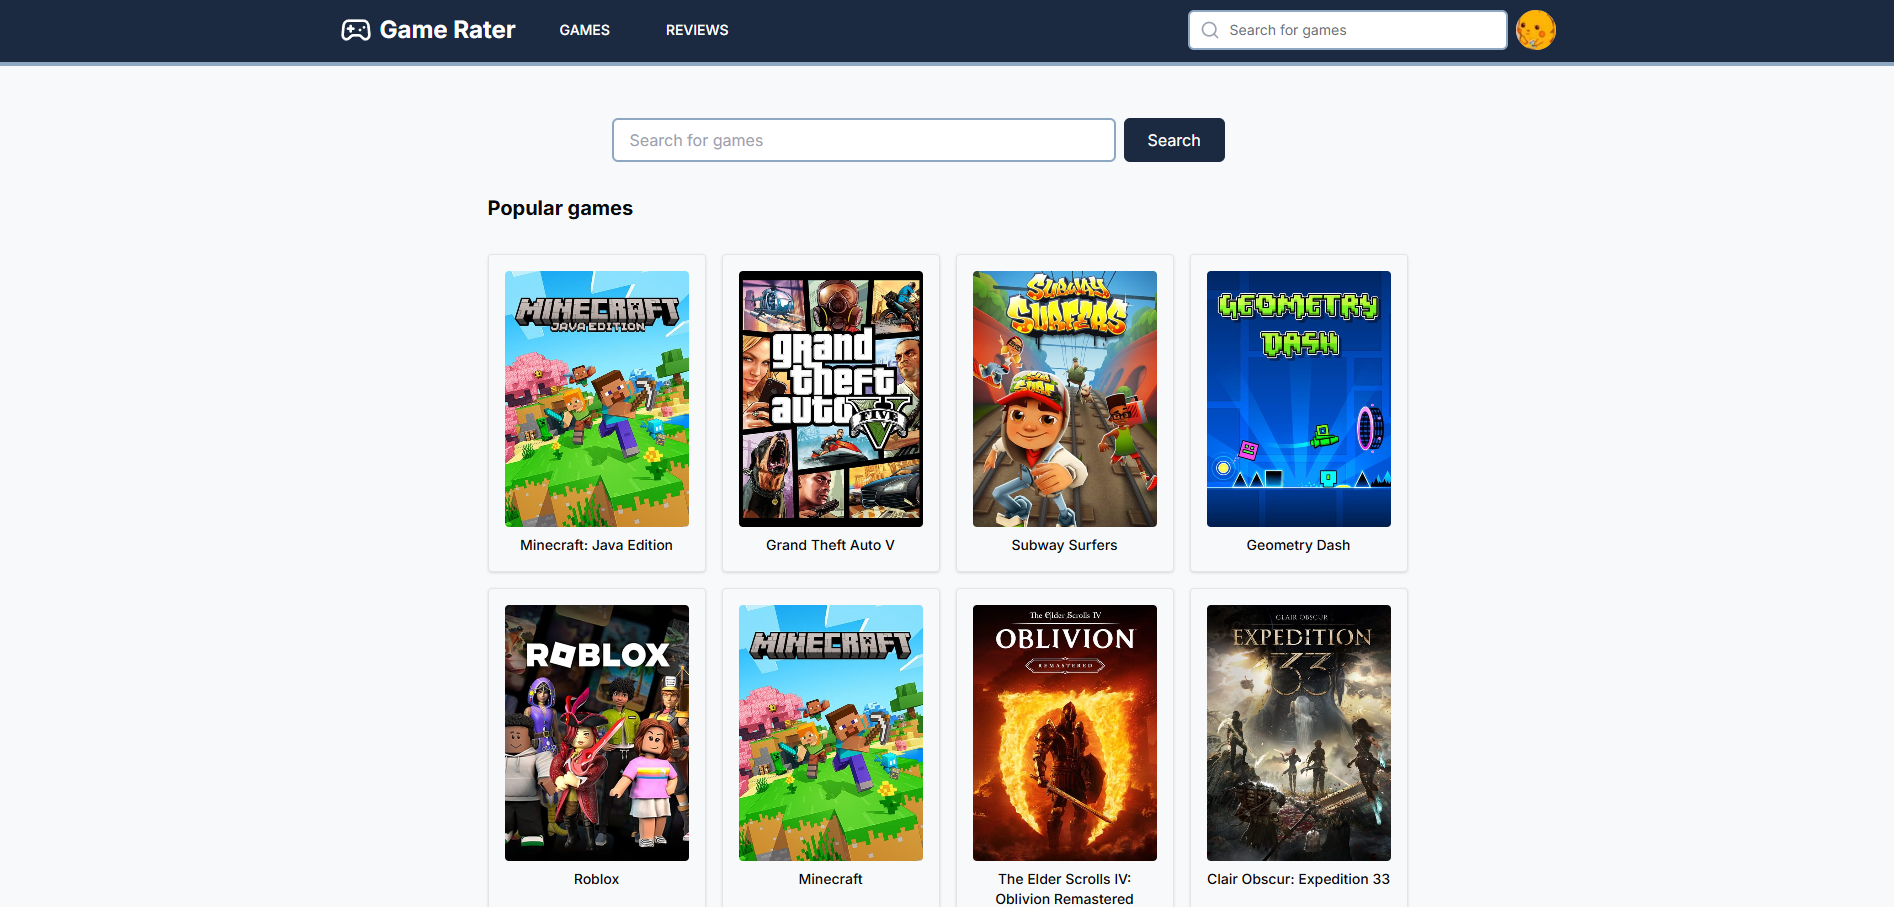 Game Rater
GAMES
REVIEWS
Search for games
Search for games
Search
Popular games
MINECRAFT
JAVA EDITION
grand
theft
auto
FIVE
SUBWAY
SURFERS
GEOMETRY
DASH
Minecraft: Java Edition
Grand Theft Auto V
Subway Surfers
Geometry Dash
ROBLOX
MINECRAFT
The Elder Scrolls IV
OBLIVION
REMASTERED
CLAIR OBSCUR
EXPEDITION
33
Roblox
Minecraft
The Elder Scrolls IV:
Oblivion Remastered
Clair Obscur: Expedition 33